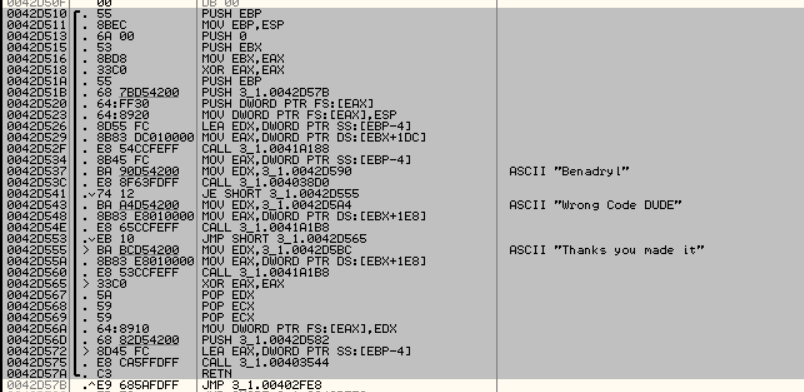 0042D50F 00 DB 00
0042D510 . 55 PUSH EBP
0042D511 . 8BEC MOV EBP,ESP
0042D513 . 6A 00 PUSH 0
0042D515 . 53 PUSH EBX
0042D516 . 8BD8 MOV EBX,EAX
0042D518 . 33C0 XOR EAX,EAX
0042D51A . 55 PUSH EBP
0042D51B . 68 7BD54200 PUSH 3_1.0042D57B
0042D520 . 64:FF30 PUSH DWORD PTR FS:[EAX]
0042D523 . 64:8920 MOV DWORD PTR FS:[EAX],ESP
0042D526 . 8D55 FC LEA EDX,DWORD PTR SS:[EBP-4]
0042D529 . 8B83 DC010000 MOV EAX,DWORD PTR DS:[EBX+1DC]
0042D52F . E8 54CCFEFF CALL 3_1.0041A188
0042D534 . 8B45 FC MOV EAX,DWORD PTR SS:[EBP-4]
0042D537 . BA 90D54200 MOV EDX,3_1.0042D590 ASCII "Benadryl"
0042D53C . E8 8F63FDFF CALL 3_1.004038D0
0042D541 .v74 12 JE SHORT 3_1.0042D555
0042D543 . BA A4D54200 MOV EDX,3_1.0042D5A4 ASCII "Wrong Code DUDE"
0042D548 . 8B83 E8010000 MOV EAX,DWORD PTR DS:[EBX+1E8]
0042D54E . E8 65CCFEFF CALL 3_1.0041A1B8
0042D553 .vEB 10 JMP SHORT 3_1.0042D565
0042D555 > BA BCD54200 MOV EDX,3_1.0042D5BC ASCII "Thanks you made it"
0042D55A . 8B83 E8010000 MOV EAX,DWORD PTR DS:[EBX+1E8]
0042D560 . E8 53CCFEFF CALL 3_1.0041A1B8
0042D565 > 33C0 XOR EAX,EAX
0042D567 . 5A POP EDX
0042D568 . 59 POP ECX
0042D569 . 59 POP ECX
0042D56A . 64:8910 MOV DWORD PTR FS:[EAX],EDX
0042D56D . 68 82D54200 PUSH 3_1.0042D582
0042D572 > 8D45 FC LEA EAX,DWORD PTR SS:[EBP-4]
0042D575 . E8 CA5FFDFF CALL 3_1.00403544
0042D57A . C3 RETN
0042D57B .^E9 685AFDFF JMP 3_1.00402FE8